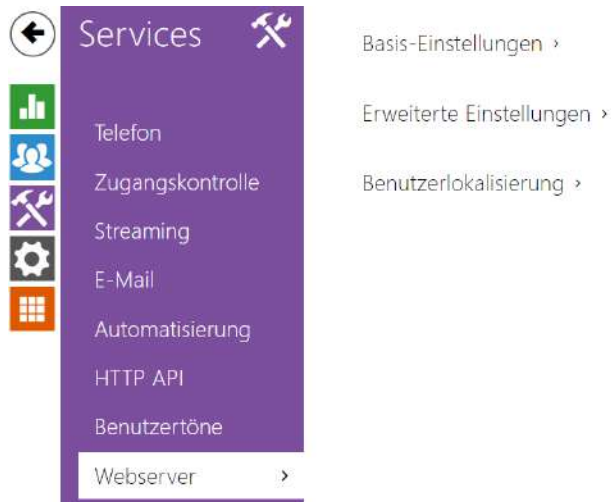 Services
Telefon
Zugangskontrolle
Streaming
E-Mail
Automatisierung
HTTP API
Benutzertöne
Webserver ›
Basis-Einstellungen ›
Erweiterte Einstellungen ›
Benutzerlokalisierung ›